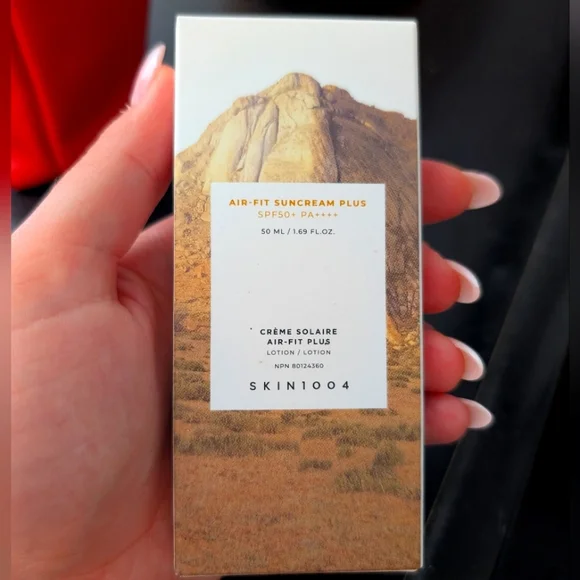 AIR-FIT SUNCREAM PLUS
SPF50+ PA++++
50 ML / 1.69 FL.OZ.
CRÈME SOLAIRE
AIR-FIT PLUS
LOTION / LOTION
NPN 80124360
SKIN1004